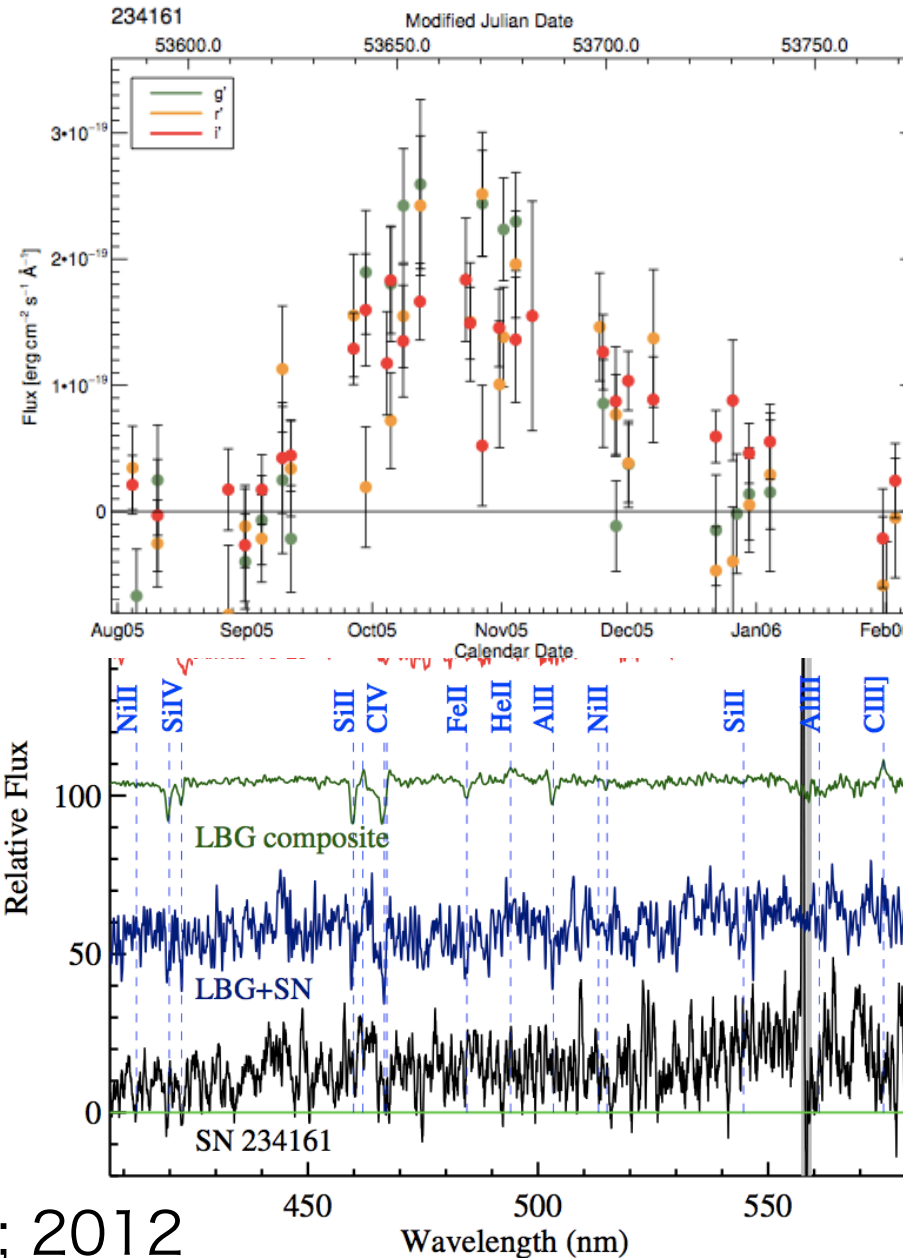 234161
Modified Julian Date
53600.0 53650.0 53700.0 53750.0
g'
r'
i'
3•10⁻¹⁹
2•10⁻¹⁹
1•10⁻¹⁹
0
Flux [erg cm⁻² s⁻¹ Å⁻¹]
Aug05 Sep05 Oct05 Nov05 Dec05 Jan06 Feb0
Calendar Date
NiII SiIV SiII CIV FeII HeII AlII NiII SiII AlIII CIII]
Relative Flux
100
50
0
LBG composite
LBG+SN
SN 234161
450 500 550
Wavelength (nm)
; 2012